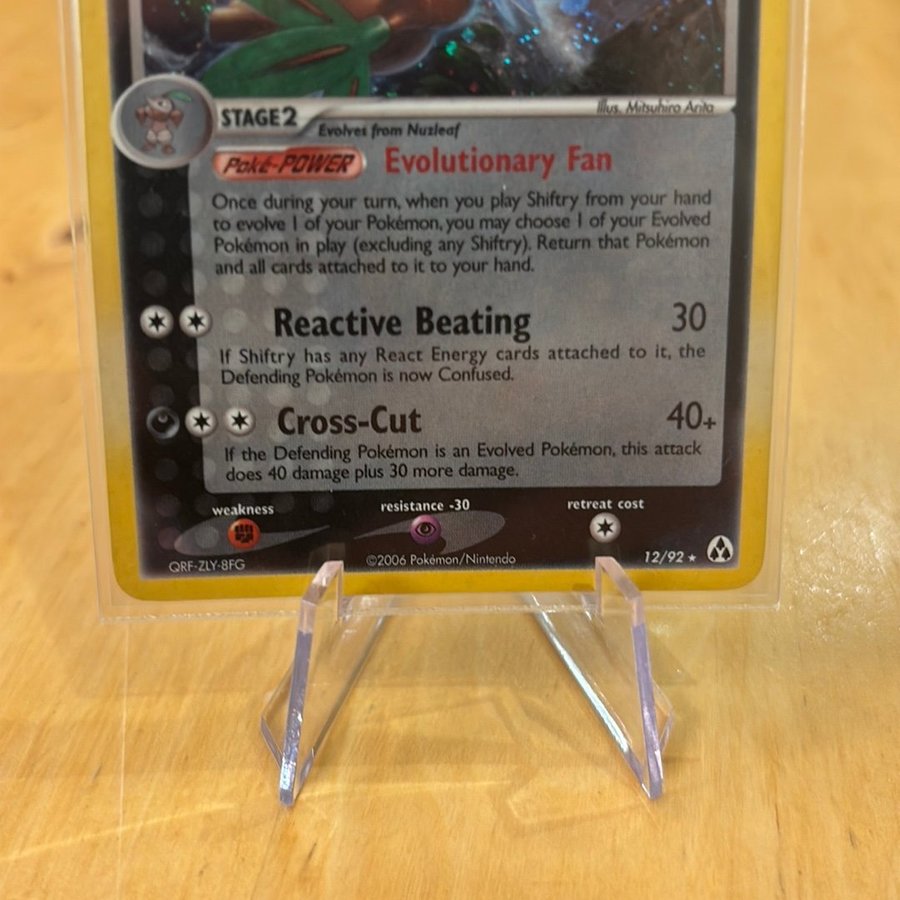 STAGE2
Evolves from Nuzleaf
Illus. Mitsuhiro Arita
Poké-POWER Evolutionary Fan
Once during your turn, when you play Shiftry from your hand
to evolve 1 of your Pokémon, you may choose 1 of your Evolved
Pokémon in play (excluding any Shiftry). Return that Pokémon
and all cards attached to it to your hand.
Reactive Beating 30
If Shiftry has any React Energy cards attached to it, the
Defending Pokémon is now Confused.
Cross-Cut 40+
If the Defending Pokémon is an Evolved Pokémon, this attack
does 40 damage plus 30 more damage.
weakness resistance -30 retreat cost
QRF-ZLY-8FG ©2006 Pokémon/Nintendo 12/92 ★